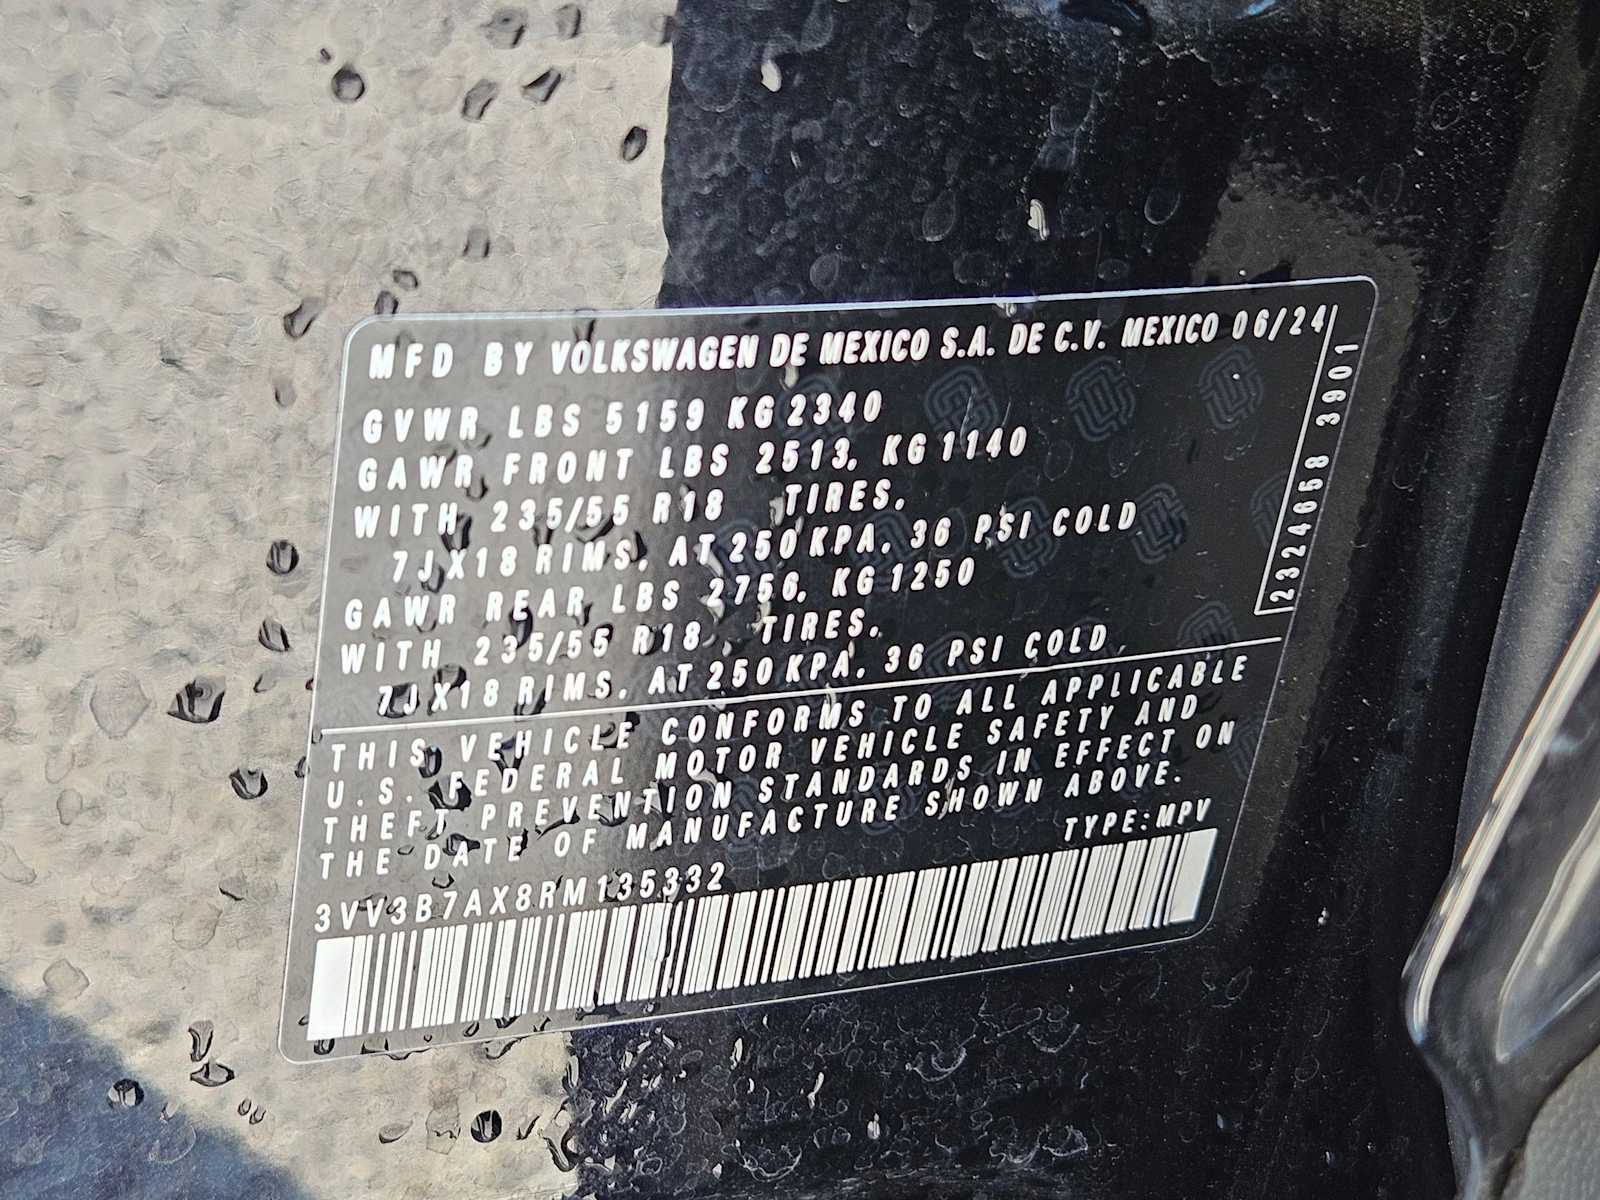 MFD BY VOLKSWAGEN DE MEXICO S.A. DE C.V. MEXICO 06/24
GVWR LBS 5159 KG 2340
GAWR FRONT LBS 2513, KG 1140
WITH 235/55 R18 TIRES,
7JX18 RIMS, AT 250 KPA, 36 PSI COLD
GAWR REAR LBS 2756, KG 1250
WITH 235/55 R18, TIRES,
7JX18 RIMS, AT 250 KPA, 36 PSI COLD
2324658 3901
THIS VEHICLE CONFORMS TO ALL APPLICABLE
U.S. FEDERAL MOTOR VEHICLE SAFETY AND
THEFT PREVENTION STANDARDS IN EFFECT ON
THE DATE OF MANUFACTURE SHOWN ABOVE.
TYPE:MPV
3VV3B7AX8RM135332